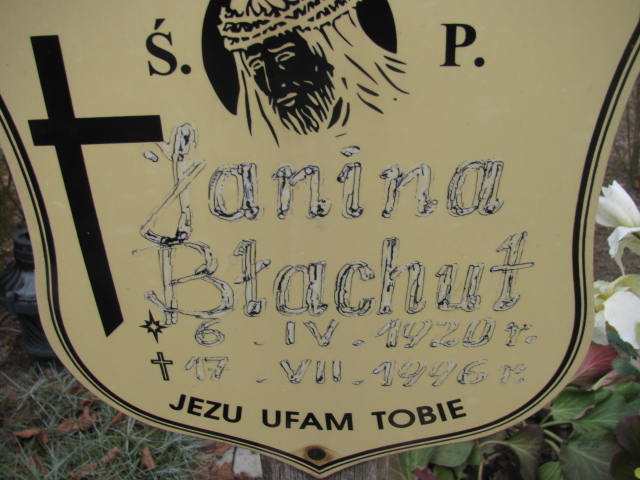 Ś. P.
Janina
Błachut
* 6. IV. 1920 r.
† 17. VII. 1996 r.
JEZU UFAM TOBIE